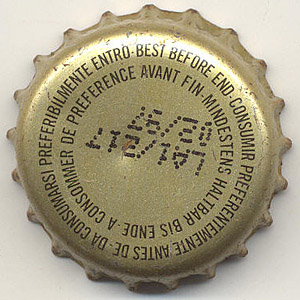 BEST BEFORE END · CONSUMIR PREFERENTEMENTE ANTES DE · DA CONSUMARSI PREFERIBILMENTE ENTRO ·
A CONSOMMER DE PREFERENCE AVANT FIN · MINDESTENS HALTBAR BIS ENDE ·